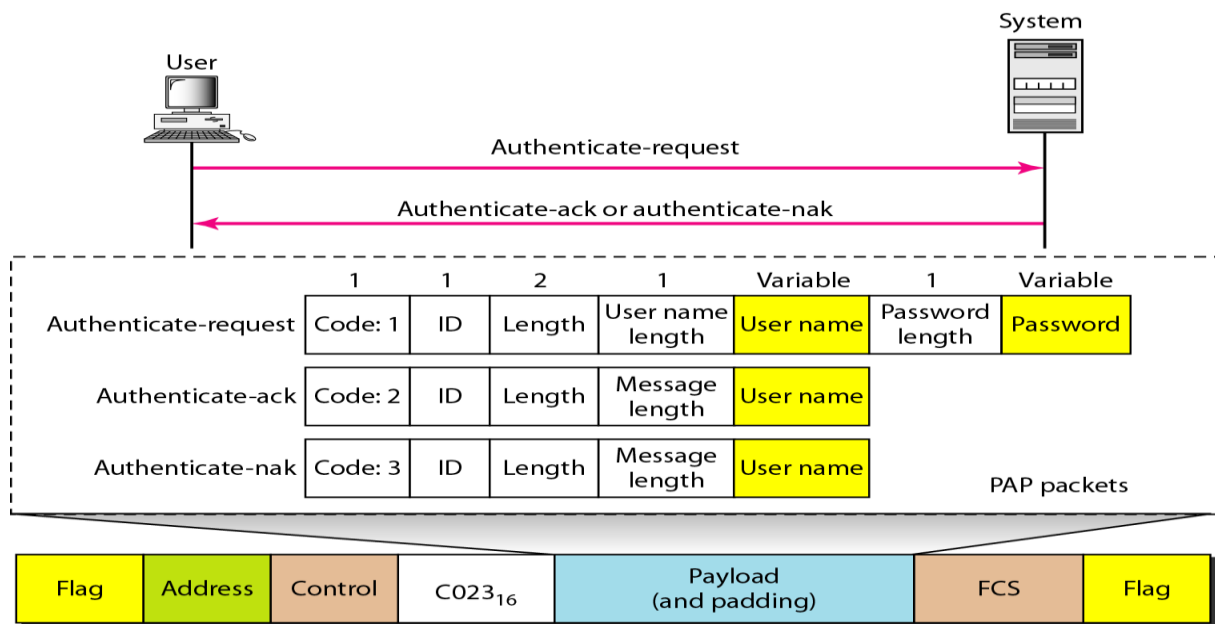 System
User
Authenticate-request
Authenticate-ack or authenticate-nak
1 1 2 1 Variable 1 Variable
Authenticate-request Code: 1 ID Length User name length User name Password length Password
Authenticate-ack Code: 2 ID Length Message length User name
Authenticate-nak Code: 3 ID Length Message length User name
PAP packets
Flag Address Control C023₁₆ Payload (and padding) FCS Flag